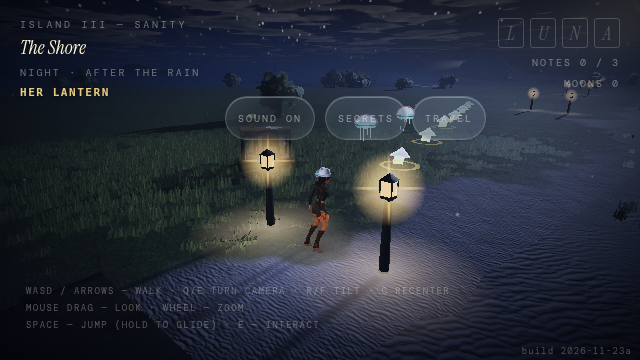 ISLAND III — SANITY
The Shore
NIGHT · AFTER THE RAIN
HER LANTERN
L U N A
NOTES 0 / 3
MOONS 0
SOUND ON
SECRETS
TRAVEL
WASD / ARROWS — WALK · Q/E TURN CAMERA · R/F TILT · C RECENTER
MOUSE DRAG — LOOK · WHEEL — ZOOM
SPACE — JUMP (HOLD TO GLIDE) · E — INTERACT
build 2026-11-23a